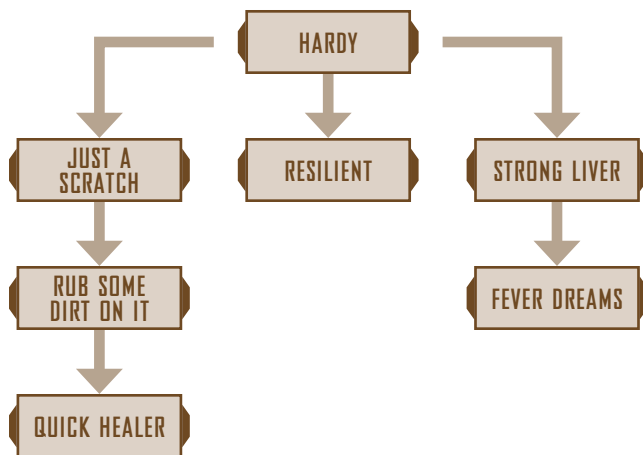 HARDY
JUST A
SCRATCH
RESILIENT
STRONG LIVER
RUB SOME
DIRT ON IT
FEVER DREAMS
QUICK HEALER